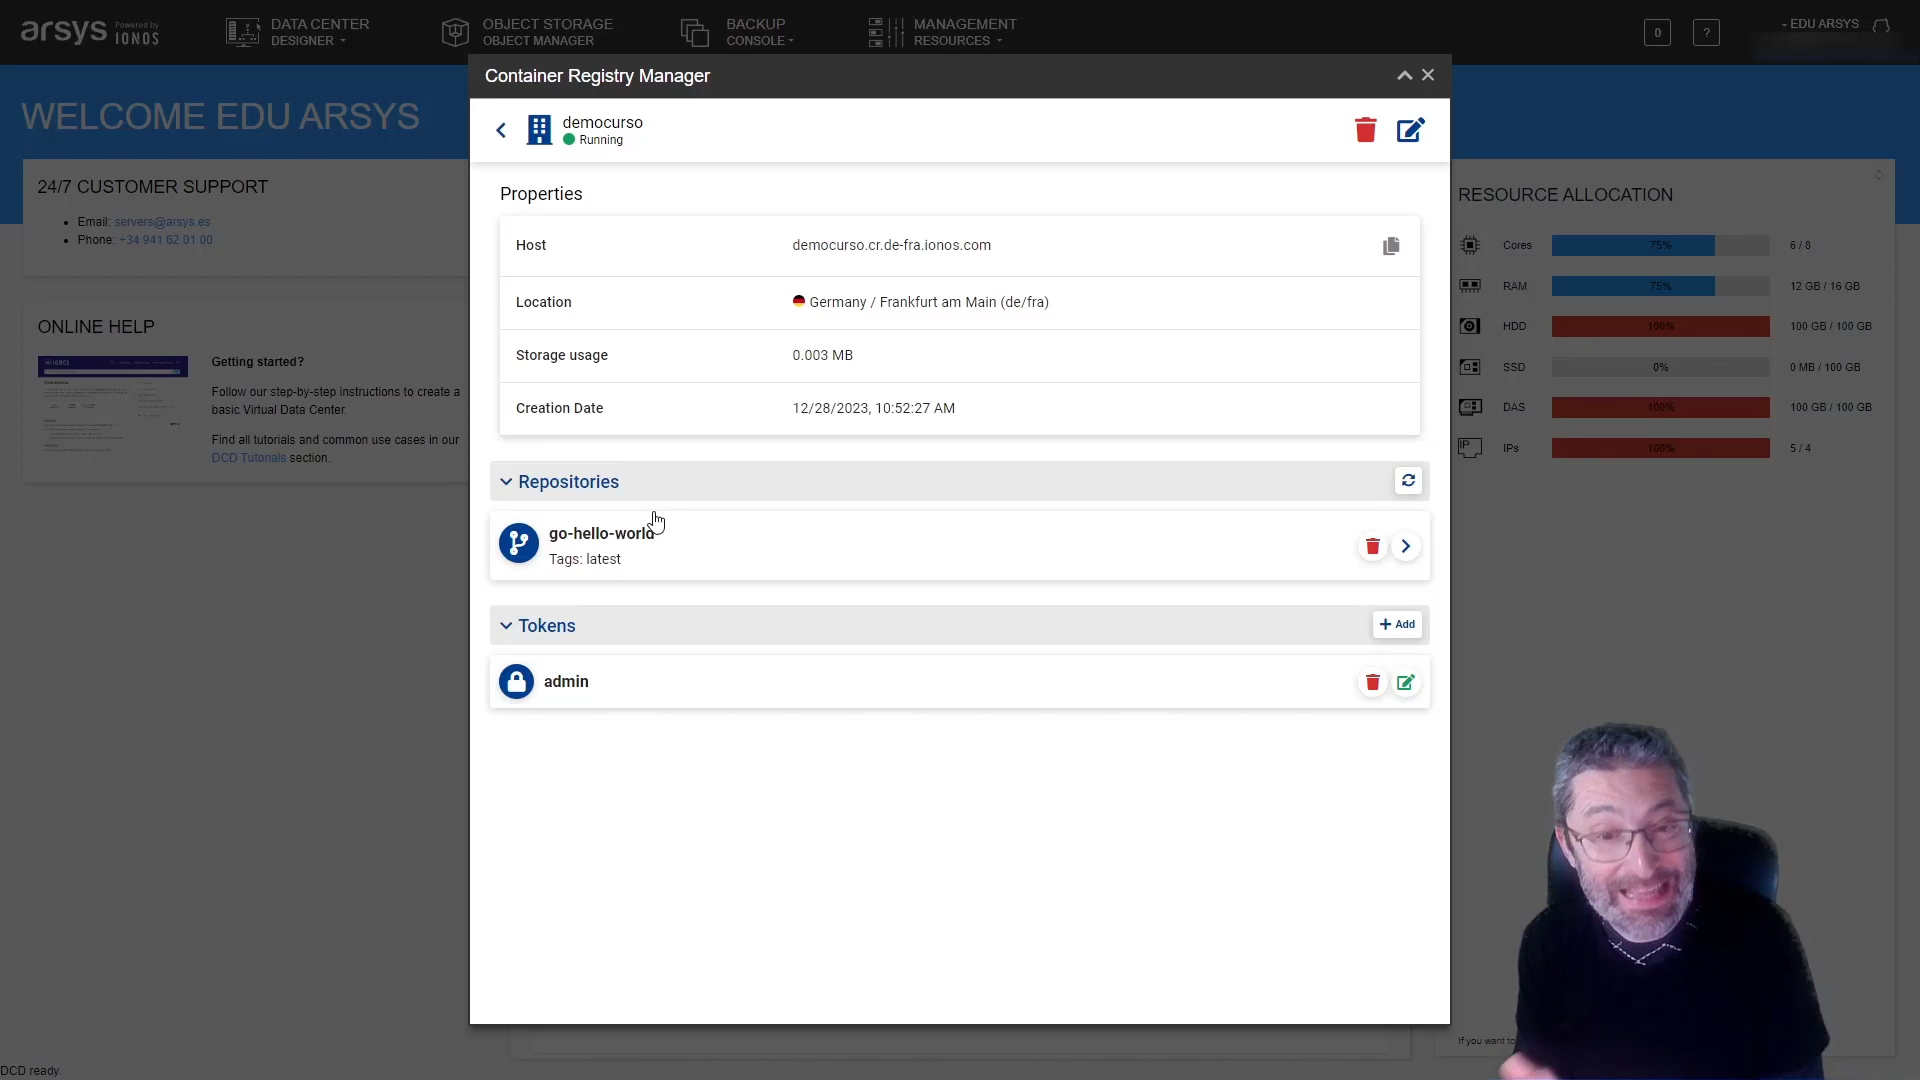 arsys Powered by IONOS
DATA CENTER
DESIGNER
OBJECT STORAGE
OBJECT MANAGER
BACKUP
CONSOLE
MANAGEMENT
RESOURCES
0
?
- EDU ARSYS
Container Registry Manager
WELCOME EDU ARSYS
democurso
Running
24/7 CUSTOMER SUPPORT
Email: servers@arsys.es
Phone: +34 941 62 01 00
ONLINE HELP
IONOS
Getting started?
Follow our step-by-step instructions to create a
basic Virtual Data Center.
Find all tutorials and common use cases in our
DCD Tutorials section.
Properties
Host democurso.cr.de-fra.ionos.com
Location Germany / Frankfurt am Main (de/fra)
Storage usage 0.003 MB
Creation Date 12/28/2023, 10:52:27 AM
Repositories
go-hello-world
Tags: latest
Tokens
+ Add
admin
RESOURCE ALLOCATION
Cores 75% 6 / 8
RAM 75% 12 GB / 16 GB
HDD 100% 100 GB / 100 GB
SSD 0% 0 MB / 100 GB
DAS 100% 100 GB / 100 GB
IP IPs 100% 5 / 4
If you want to
DCD ready.